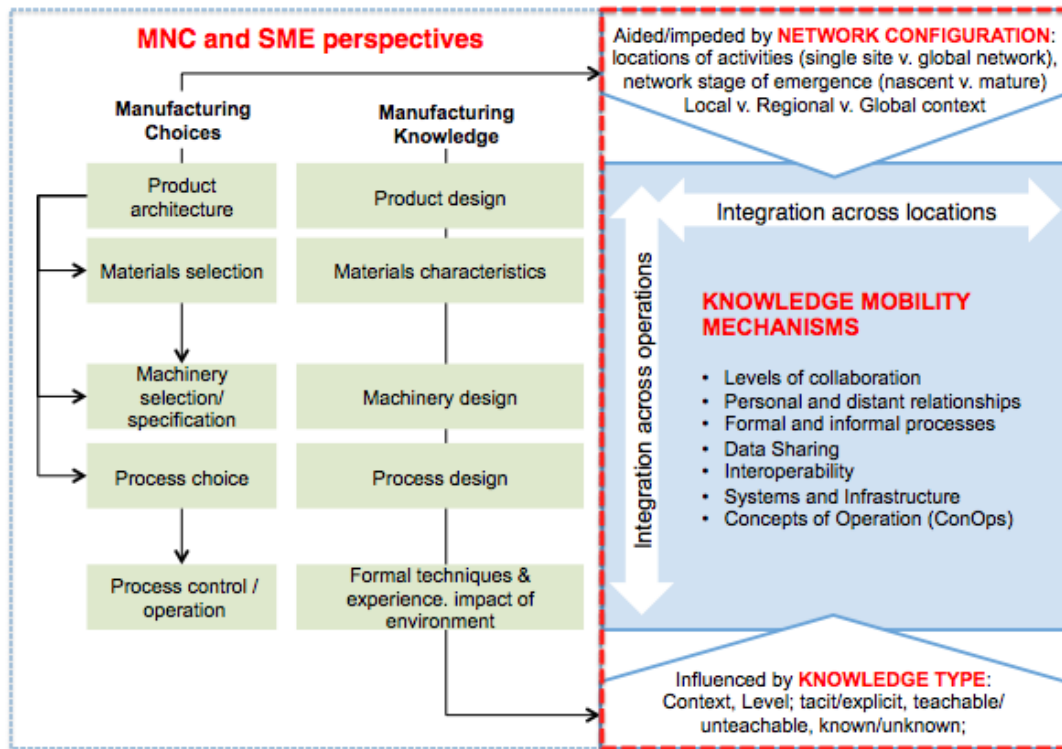 MNC and SME perspectives
Manufacturing
Choices
Manufacturing
Knowledge
Product
architecture
Product design
Materials selection
Materials characteristics
Machinery
selection/
specification
Machinery design
Process choice
Process design
Process control /
operation
Formal techniques &
experience. impact of
environment
Aided/impeded by NETWORK CONFIGURATION:
locations of activities (single site v. global network),
network stage of emergence (nascent v. mature)
Local v. Regional v. Global context
Integration across locations
Integration across operations
KNOWLEDGE MOBILITY
MECHANISMS
• Levels of collaboration
• Personal and distant relationships
• Formal and informal processes
• Data Sharing
• Interoperability
• Systems and Infrastructure
• Concepts of Operation (ConOps)
Influenced by KNOWLEDGE TYPE:
Context, Level; tacit/explicit, teachable/
unteachable, known/unknown;